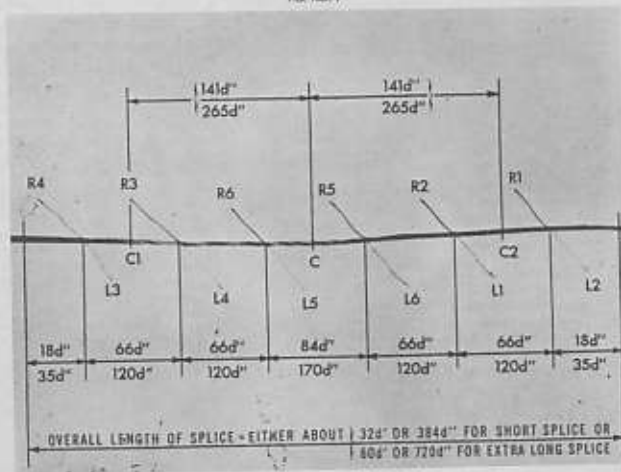 141d" 141d"
265d" 265d"
R4 R3 R6 R5 R2 R1
C1 C C2
L3 L4 L5 L6 L1 L2
18d" 66d" 66d" 84d" 66d" 66d" 18d"
35d" 120d" 120d" 170d" 120d" 120d" 35d"
OVERALL LENGTH OF SPLICE - EITHER ABOUT 32d' OR 384d" FOR SHORT SPLICE OR
60d' OR 720d" FOR EXTRA LONG SPLICE